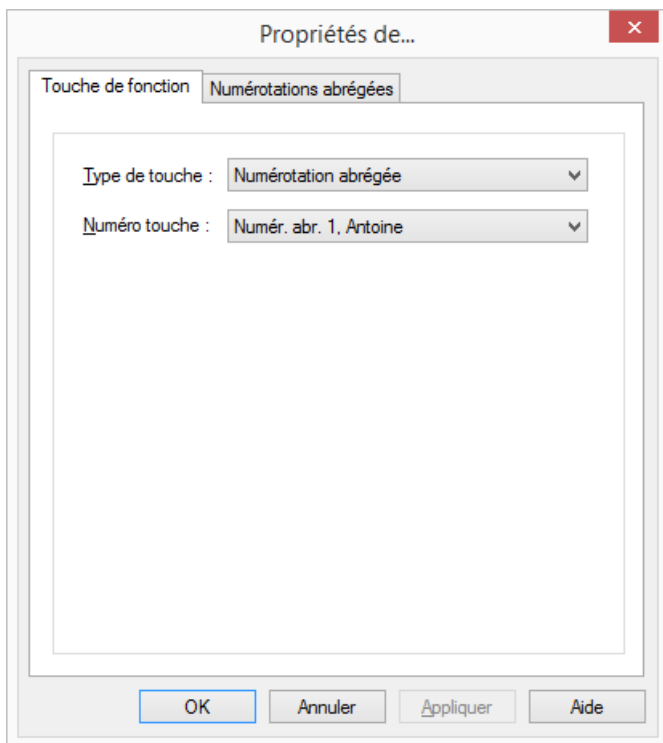 Propriétés de...
Touche de fonction
Numérotations abrégées
Type de touche : Numérotation abrégée
Numéro touche : Numér. abr. 1, Antoine
OK Annuler Appliquer Aide